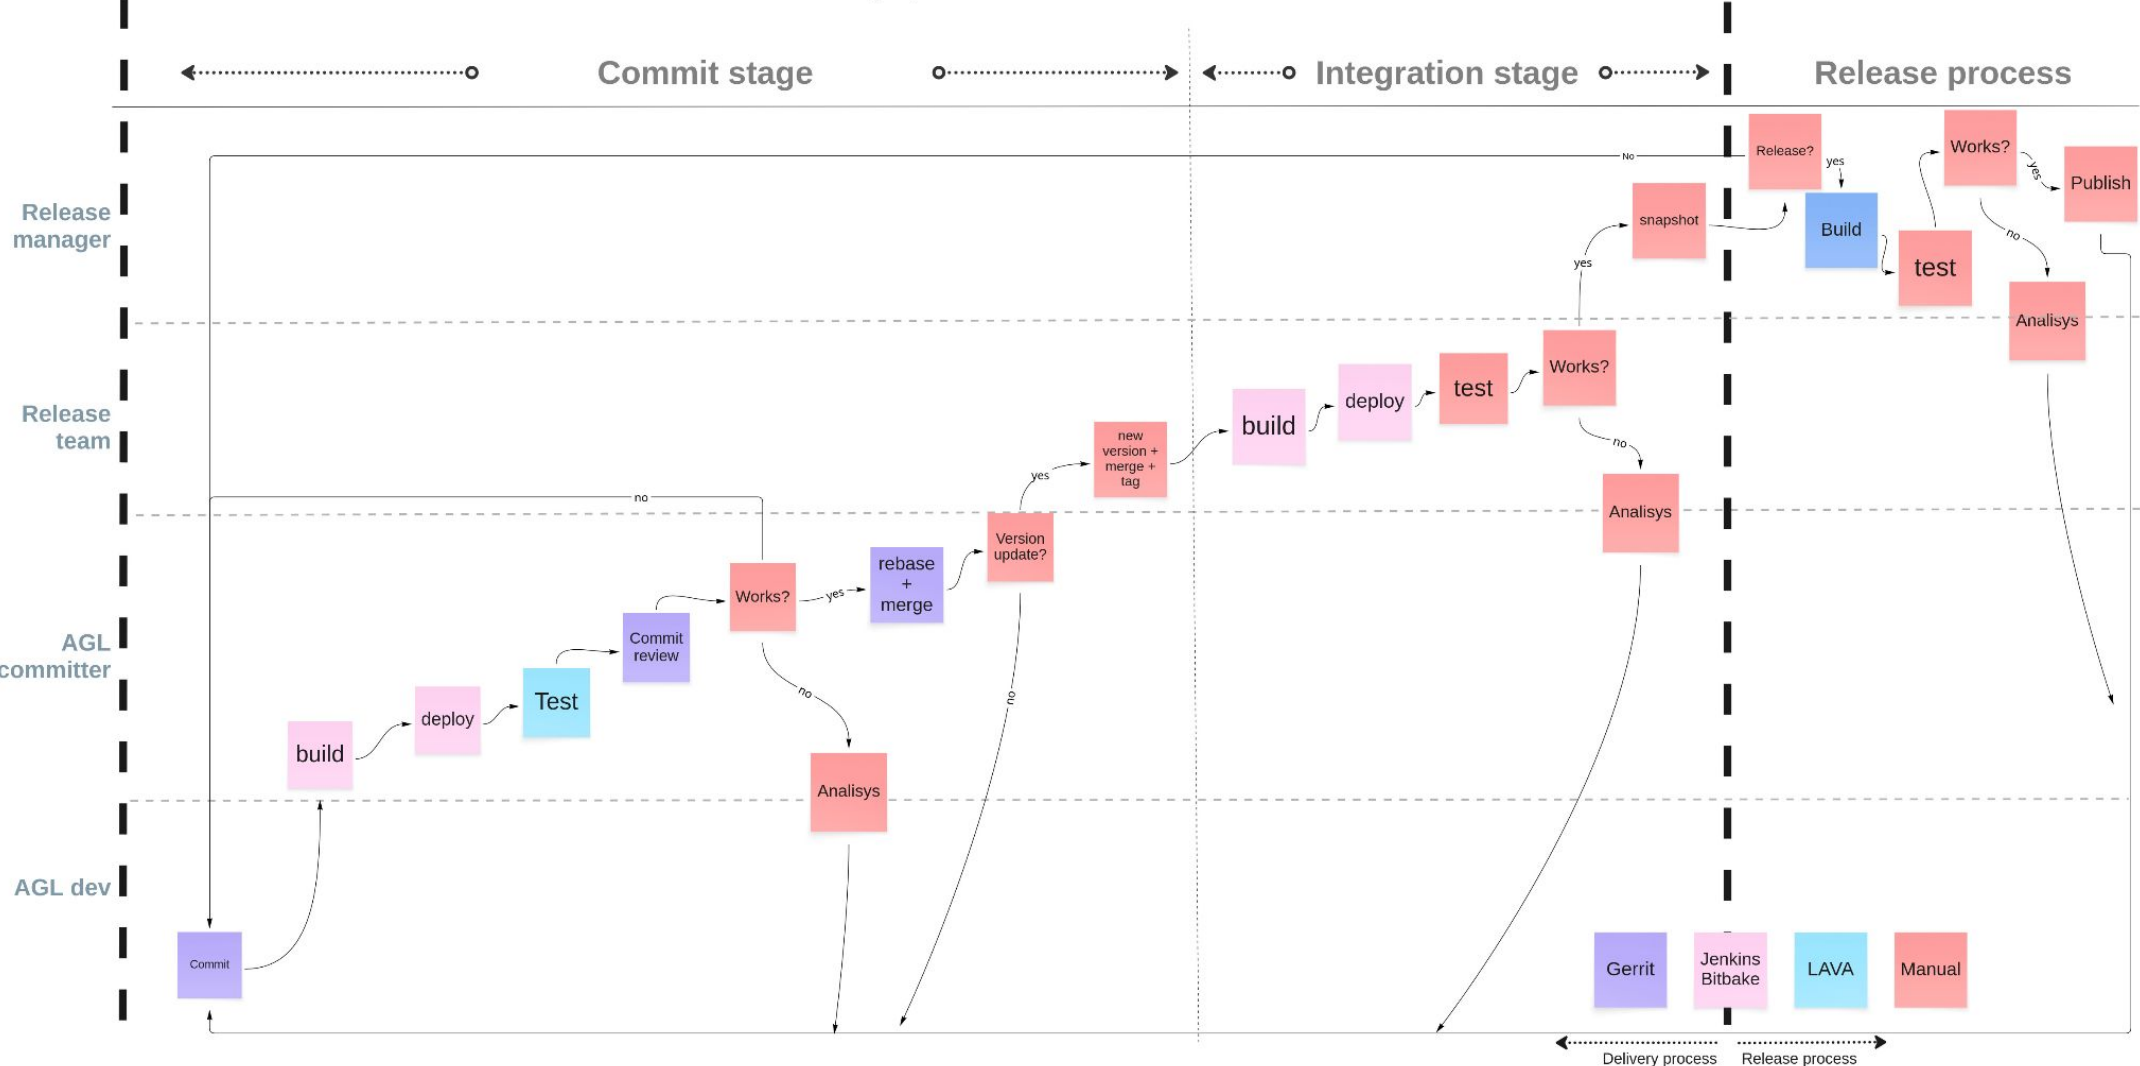 Commit stage
Integration stage
Release process
Release
manager
Release
team
AGL
committer
AGL dev
No
Release?
yes
Build
test
Works?
yes
Publish
no
Analisys
snapshot
yes
Works?
no
Analisys
build
deploy
test
new
version +
merge +
tag
yes
Version
update?
no
no
rebase
+
merge
yes
Works?
no
Analisys
Commit
review
Test
deploy
build
Commit
Gerrit
Jenkins
Bitbake
LAVA
Manual
Delivery process
Release process